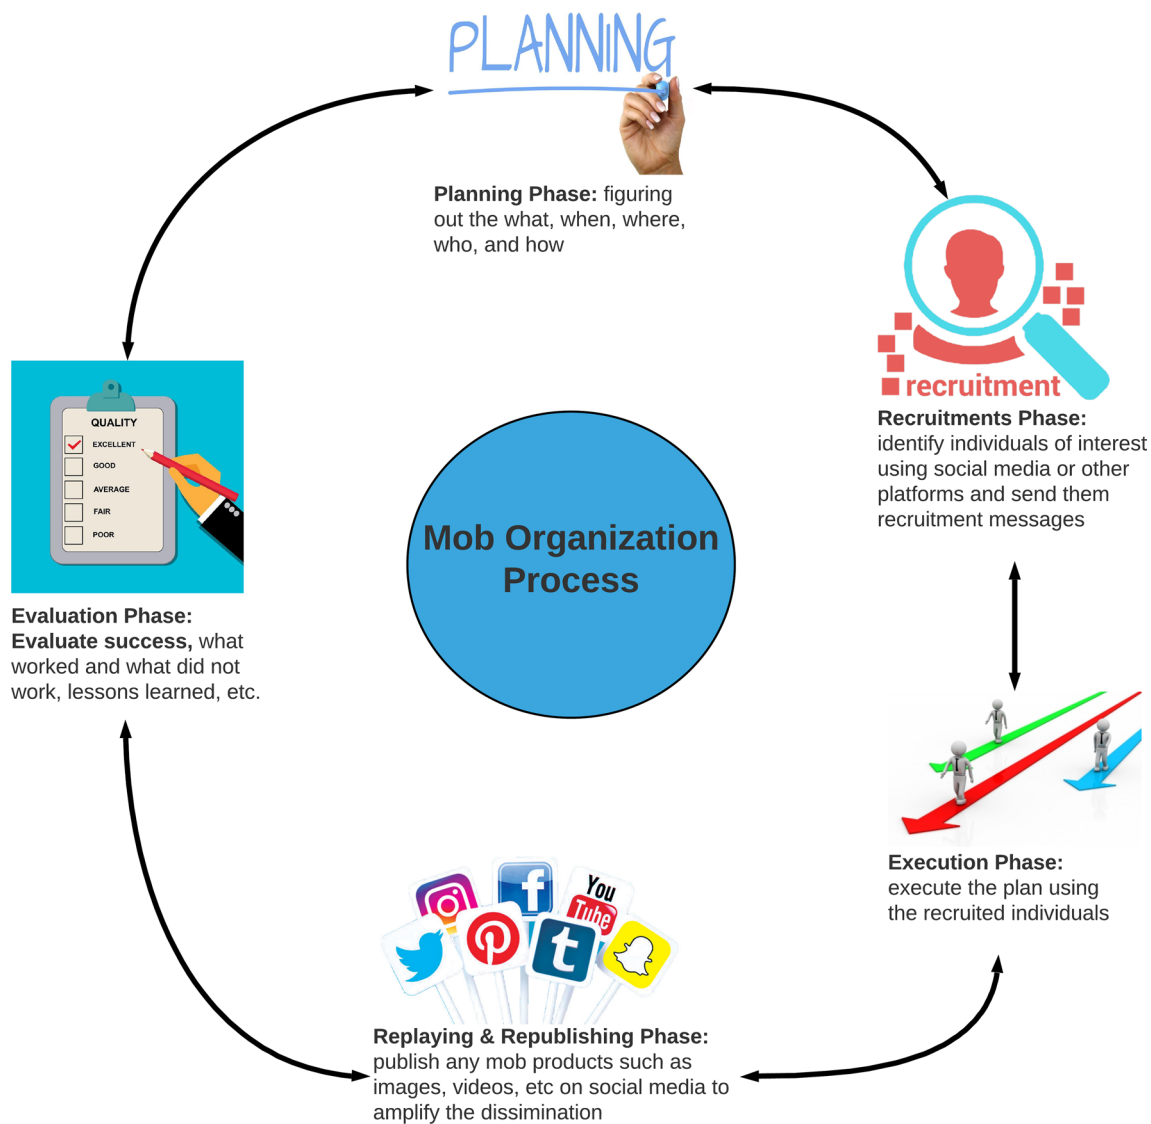 PLANNING
Planning Phase: figuring
out the what, when, where,
who, and how
recruitment
Recruitments Phase:
identify individuals of interest
using social media or other
platforms and send them
recruitment messages
Execution Phase:
execute the plan using
the recruited individuals
f
You
Tube
t
Replaying & Republishing Phase:
publish any mob products such as
images, videos, etc on social media to
amplify the dissimination
QUALITY
EXCELLENT
GOOD
AVERAGE
FAIR
POOR
Evaluation Phase:
Evaluate success, what
worked and what did not
work, lessons learned, etc.
Mob Organization
Process